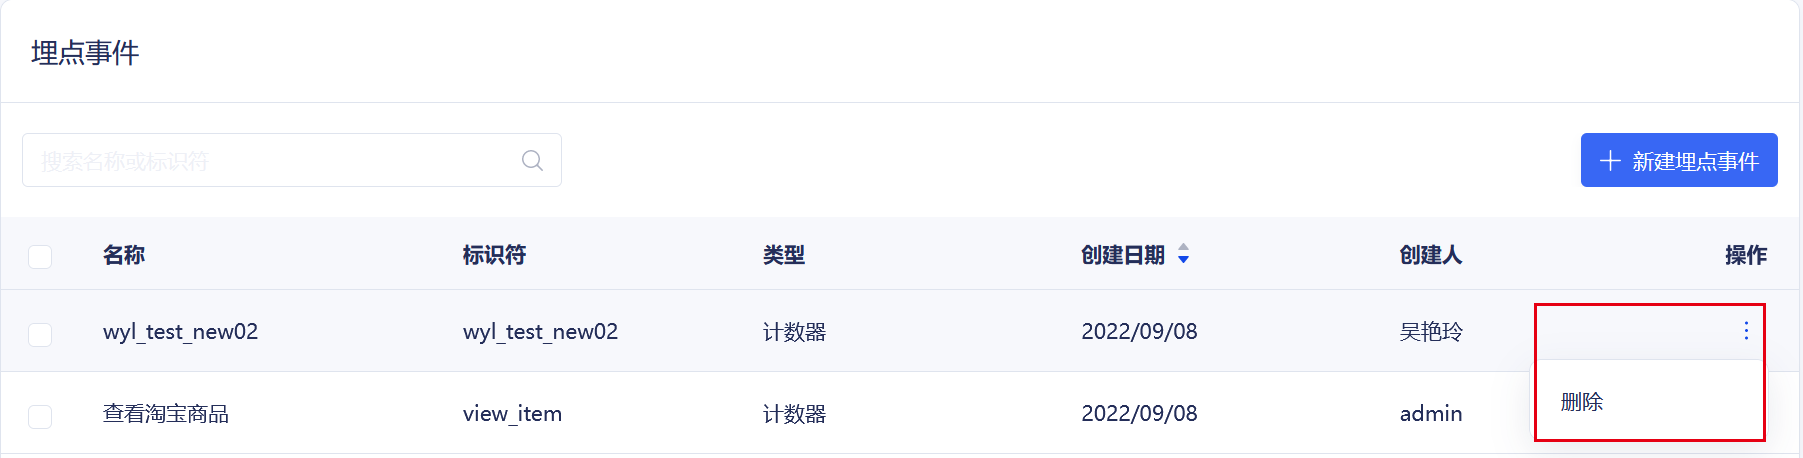 埋点事件
搜索名称或标识符
新建埋点事件
名称 标识符 类型 创建日期 创建人 操作
wyl_test_new02 wyl_test_new02 计数器 2022/09/08 吴艳玲
查看淘宝商品 view_item 计数器 2022/09/08 admin
删除